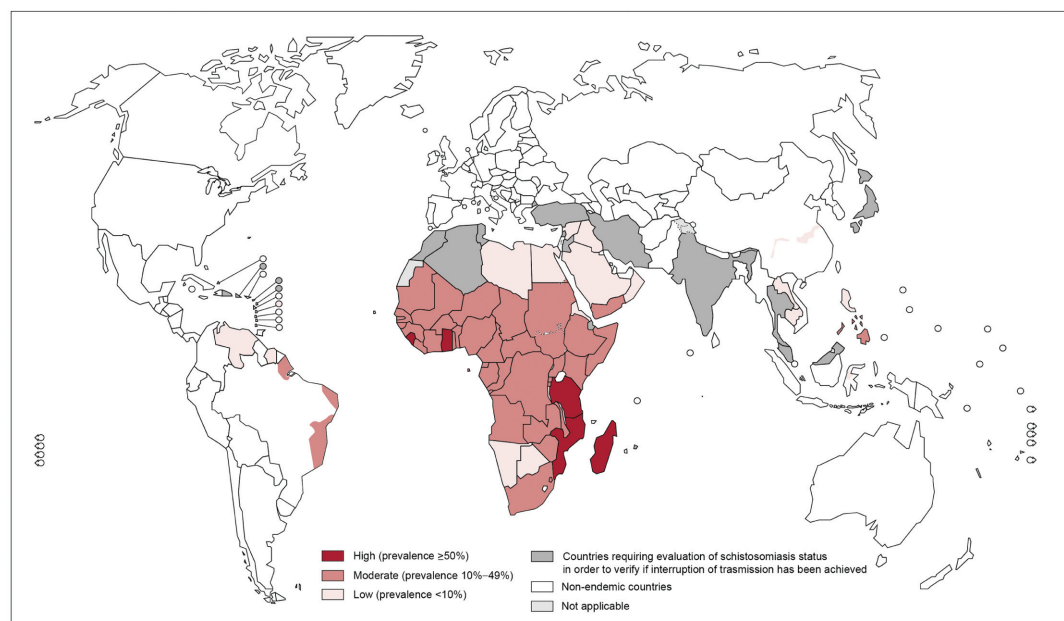 High (prevalence ≥50%)
Moderate (prevalence 10%–49%)
Low (prevalence <10%)
Countries requiring evaluation of schistosomiasis status
in order to verify if interruption of trasmission has been achieved
Non-endemic countries
Not applicable